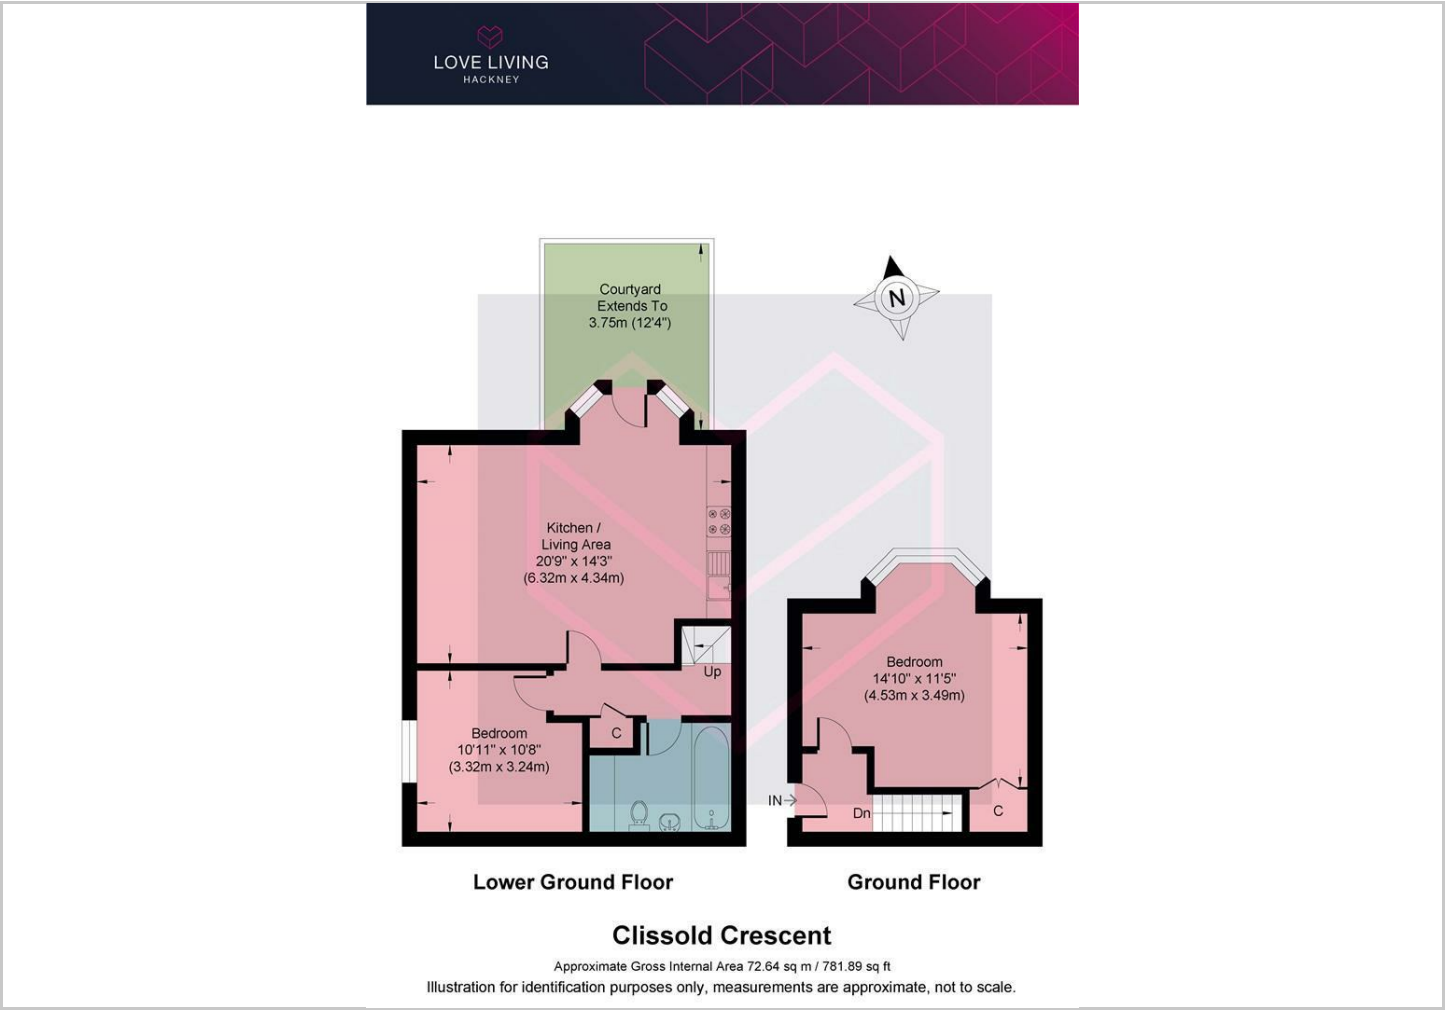 LOVE LIVING
HACKNEY
Courtyard
Extends To
3.75m (12'4")
N
Kitchen /
Living Area
20'9" x 14'3"
(6.32m x 4.34m)
Up
Bedroom
10'11" x 10'8"
(3.32m x 3.24m)
C
Bedroom
14'10" x 11'5"
(4.53m x 3.49m)
IN
Dn
C
Lower Ground Floor
Ground Floor
Clissold Crescent
Approximate Gross Internal Area 72.64 sq m / 781.89 sq ft
Illustration for identification purposes only, measurements are approximate, not to scale.